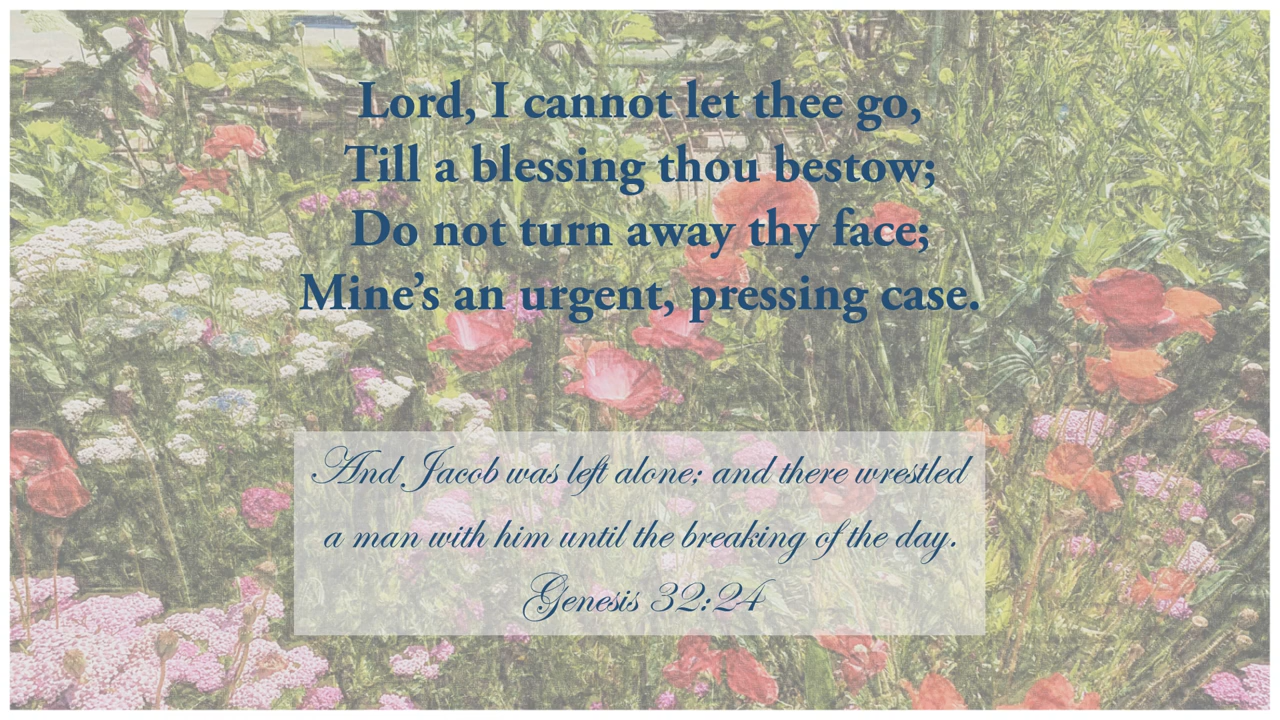 Lord, I cannot let thee go,
Till a blessing thou bestow;
Do not turn away thy face;
Mine’s an urgent, pressing case.
And Jacob was left alone; and there wrestled
a man with him until the breaking of the day.
Genesis 32:24